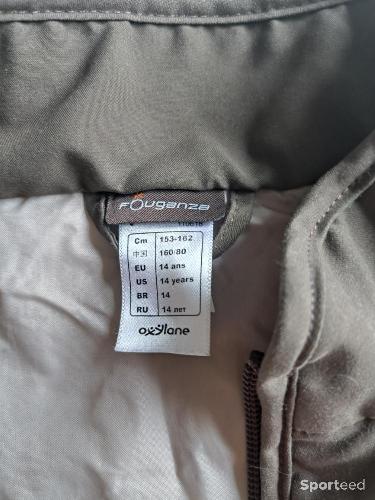 FOuganza
Cm 153-162
中国 160/80
EU 14 ans
US 14 years
BR 14
RU 14 лет
oxylane
Sporteed